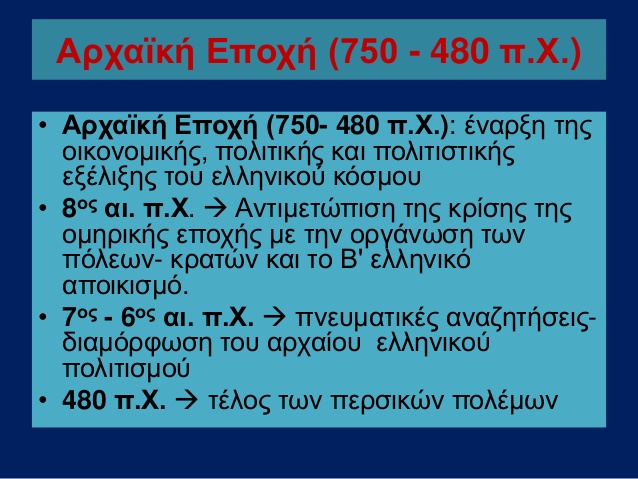 Αρχαϊκή Εποχή (750 - 480 π.Χ.)
• Αρχαϊκή Εποχή (750- 480 π.Χ.): έναρξη της
οικονομικής, πολιτικής και πολιτιστικής
εξέλιξης του ελληνικού κόσμου
• 8ος αι. π.Χ. → Αντιμετώπιση της κρίσης της
ομηρικής εποχής με την οργάνωση των
πόλεων- κρατών και το Β' ελληνικό
αποικισμό.
• 7ος - 6ος αι. π.Χ. → πνευματικές αναζητήσεις-
διαμόρφωση του αρχαίου ελληνικού
πολιτισμού
• 480 π.Χ. → τέλος των περσικών πολέμων